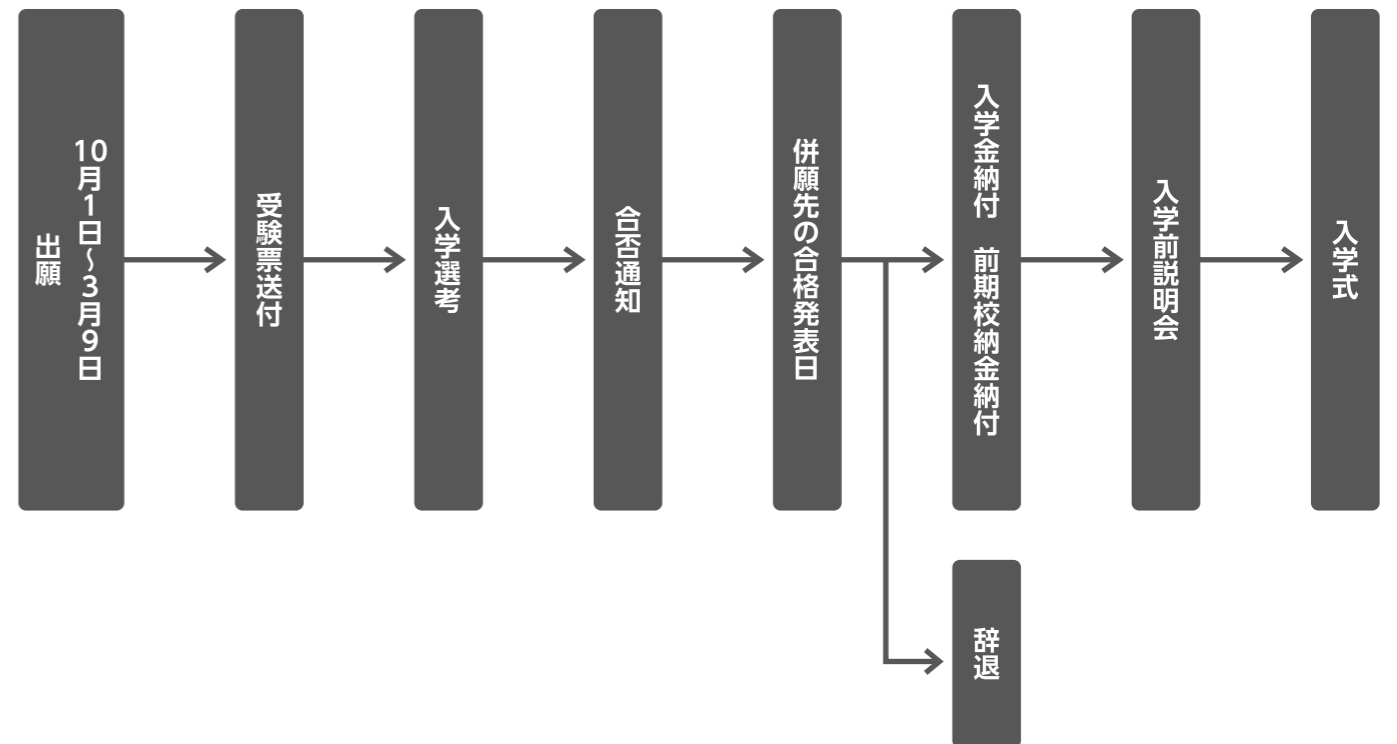 10月1日～3月9日
出願
受験票送付
入学選考
合否通知
併願先の合格発表日
入学金納付　前期校納金納付
入学前説明会
入学式
辞退